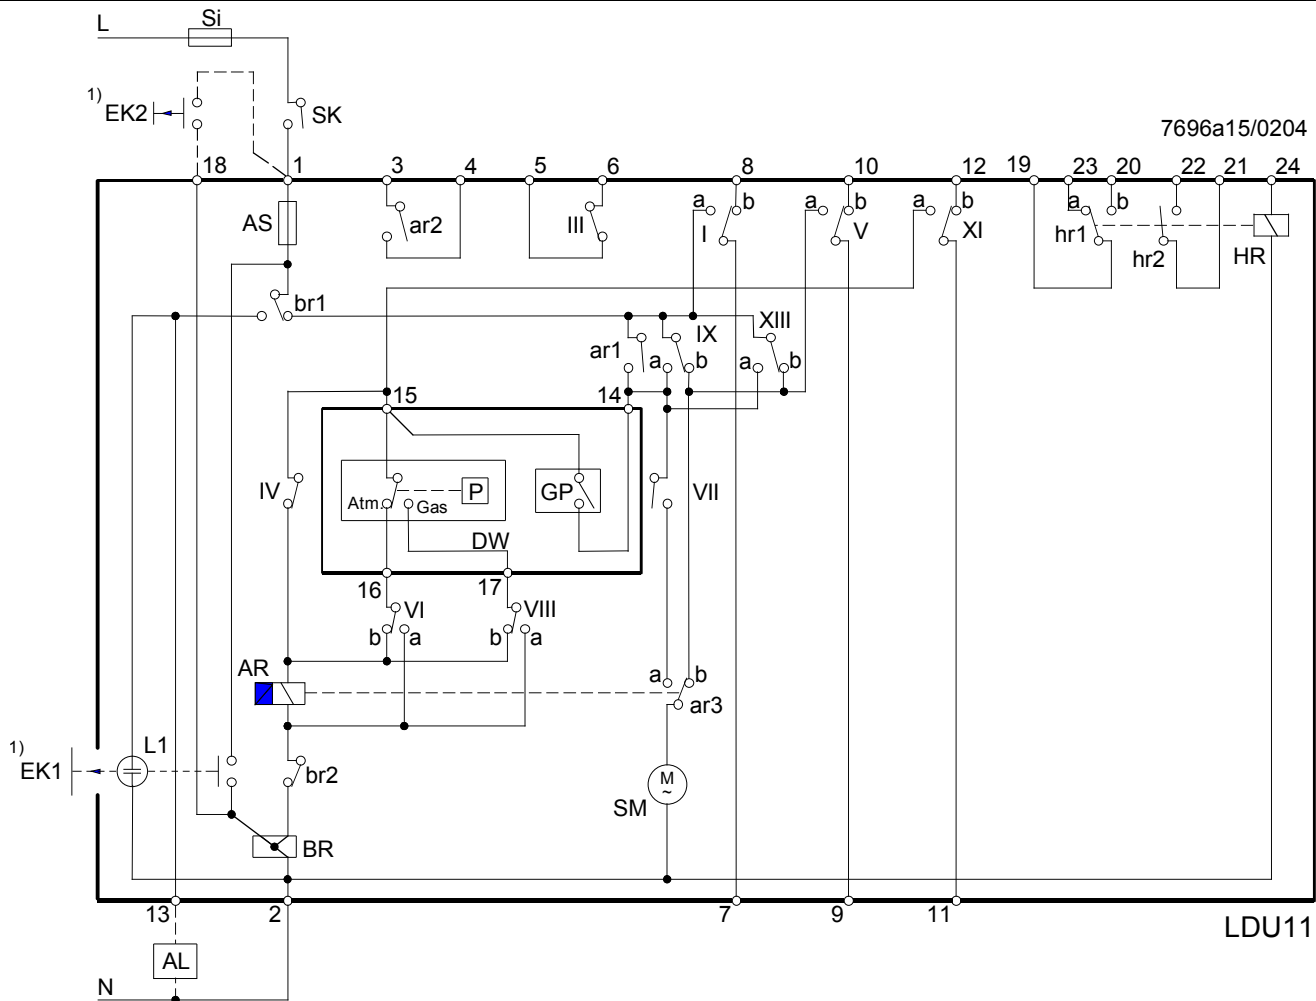 L
Si
1)
EK2
SK
7696a15/0204
18 1 3 4 5 6 8 10 12 19 23 20 22 21 24
AS
ar2
III
a b
I
a b
V
a b
XI
a b
hr1
hr2
HR
br1
ar1
IX
a b
XIII
a b
15
14
IV
Atm.
Gas
P
GP
VII
DW
16
17
VI
b a
VIII
b a
AR
a b
ar3
1)
EK1
L1
br2
M
~
SM
BR
13
2
7
9
11
LDU11
AL
N